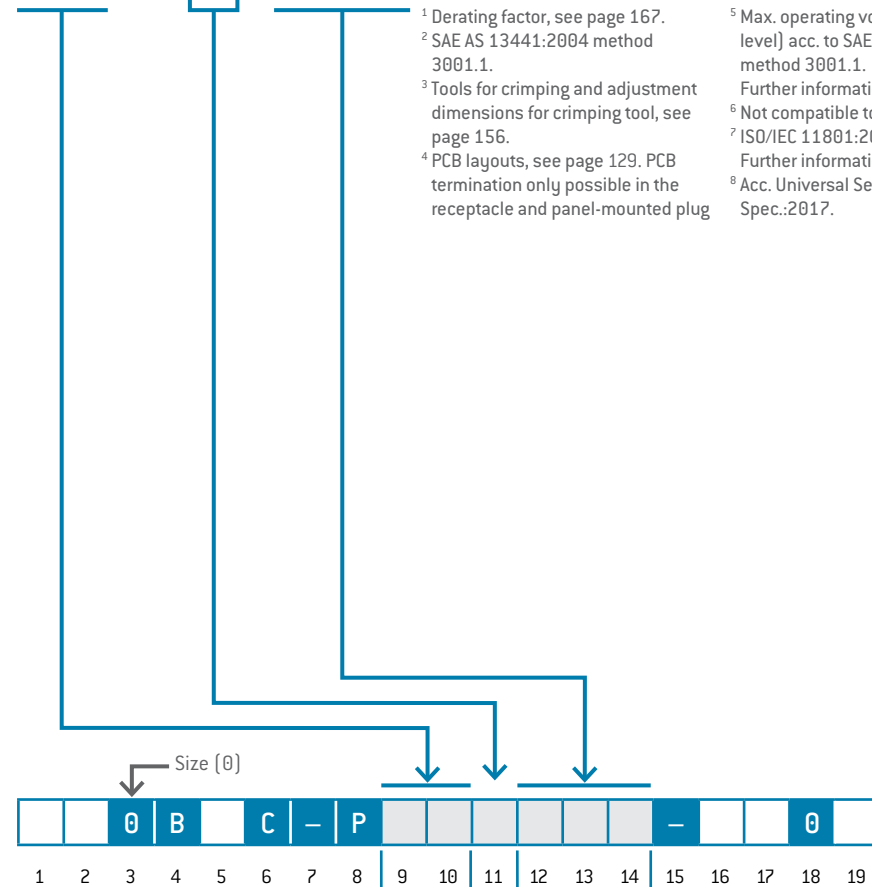 ¹ Derating factor, see page 167.
² SAE AS 13441:2004 method
3001.1.
³ Tools for crimping and adjustment
dimensions for crimping tool, see
page 156.
⁴ PCB layouts, see page 129. PCB
termination only possible in the
receptacle and panel-mounted plug
⁵ Max. operating vo
level) acc. to SAE
method 3001.1.
Further informati
⁶ Not compatible to
⁷ ISO/IEC 11801:20
Further informati
⁸ Acc. Universal Se
Spec.:2017.
Size (0)
0 B C – P – 0
1 2 3 4 5 6 7 8 9 10 11 12 13 14 15 16 17 18 19